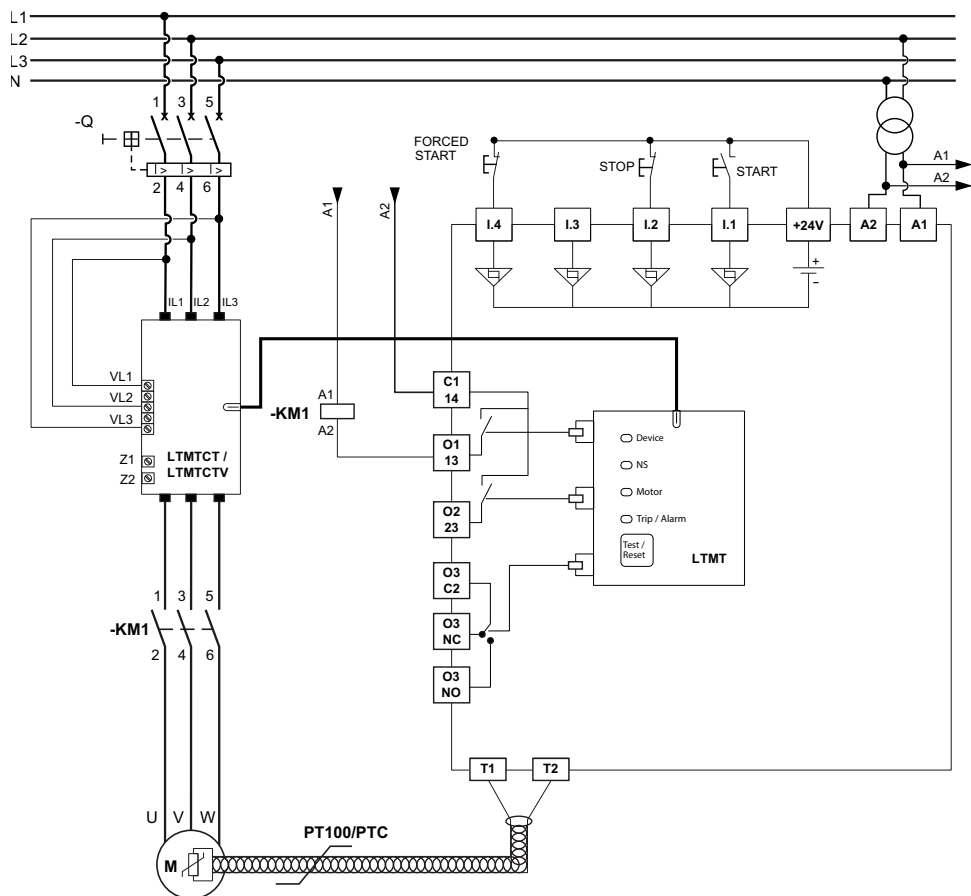 L1
L2
L3
N
1 3 5
-Q
I> I> I>
2 4 6
FORCED
START
STOP
START
A1
A2
A1
A2
I.4
I.3
I.2
I.1
+24V
A2
A1
+
–
IL1 IL2 IL3
VL1
VL2
VL3
Z1
Z2
LTMTCT /
LTMTCTV
-KM1
A1
A2
C1
14
O1
13
O2
23
O3
C2
O3
NC
O3
NO
Device
NS
Motor
Trip / Alarm
Test /
Reset
LTMT
1 3 5
-KM1
2 4 6
T1
T2
U V W
M
PT100/PTC